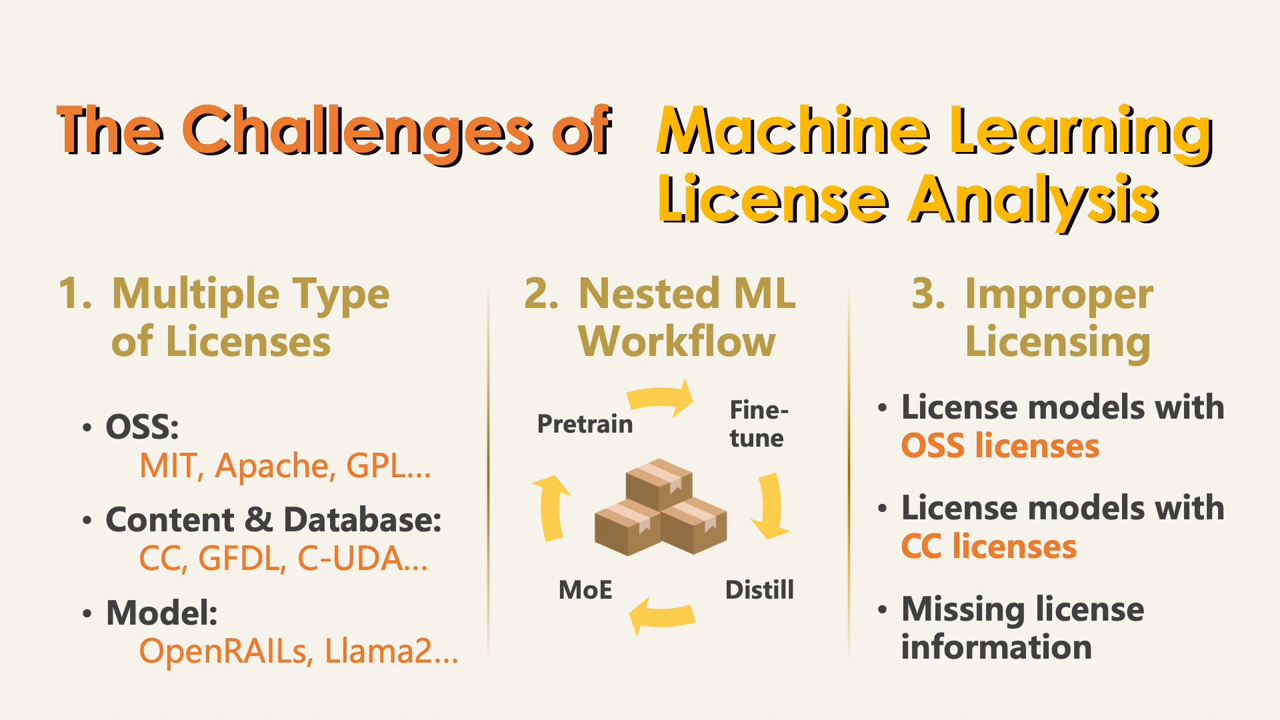 The Challenges of Machine Learning
License Analysis
1. Multiple Type
of Licenses
• OSS:
MIT, Apache, GPL...
• Content & Database:
CC, GFDL, C-UDA...
• Model:
OpenRAILs, Llama2...
2. Nested ML
Workflow
Pretrain
Fine-
tune
Distill
MoE
3. Improper
Licensing
• License models with
OSS licenses
• License models with
CC licenses
• Missing license
information